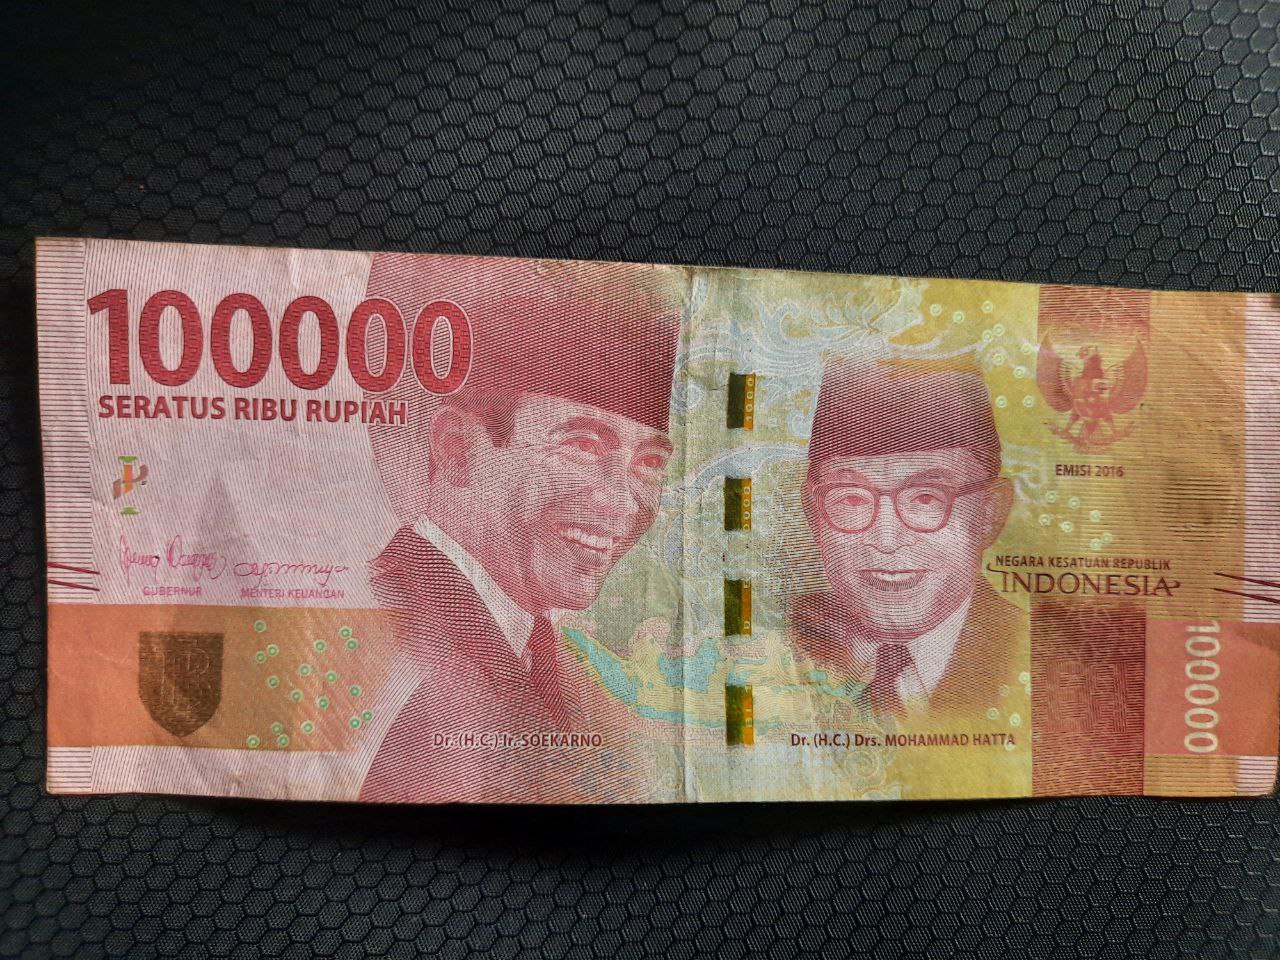 100000
SERATUS RIBU RUPIAH
GUBERNUR
MENTERI KEUANGAN
Dr. (H.C.) Ir. SOEKARNO
Dr. (H.C.) Drs. MOHAMMAD HATTA
EMISI 2016
NEGARA KESATUAN REPUBLIK
INDONESIA
100000